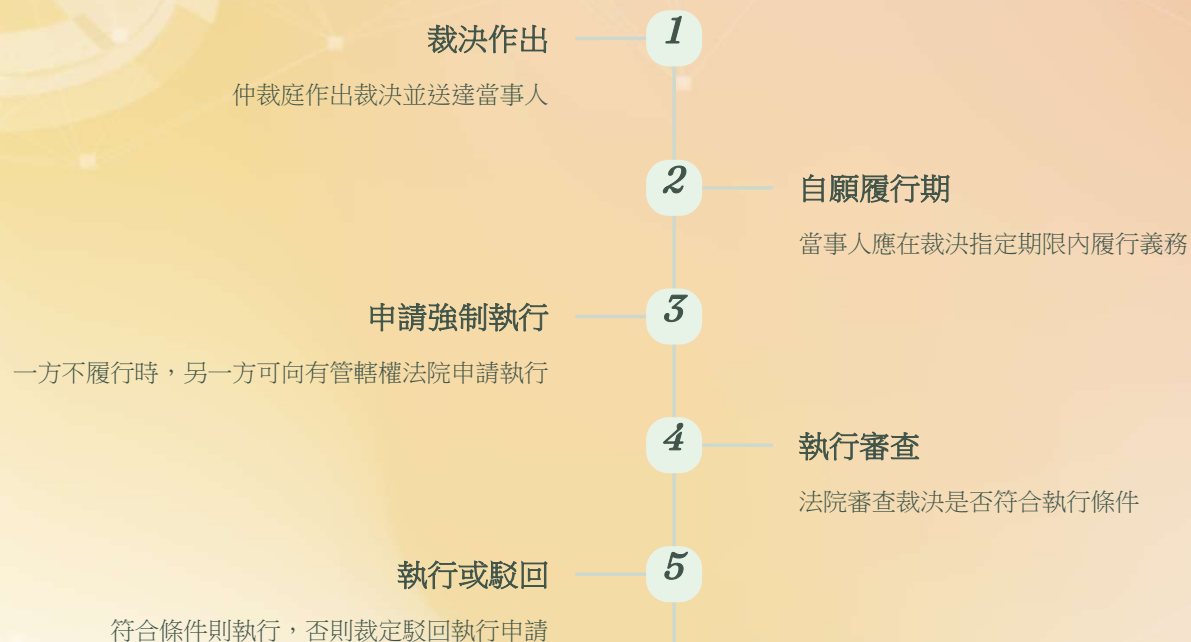 1
裁決作出
仲裁庭作出裁決並送達當事人
2
自願履行期
當事人應在裁決指定期限內履行義務
3
申請強制執行
一方不履行時，另一方可向有管轄權法院申請執行
4
執行審查
法院審查裁決是否符合執行條件
5
執行或駁回
符合條件則執行，否則裁定駁回執行申請